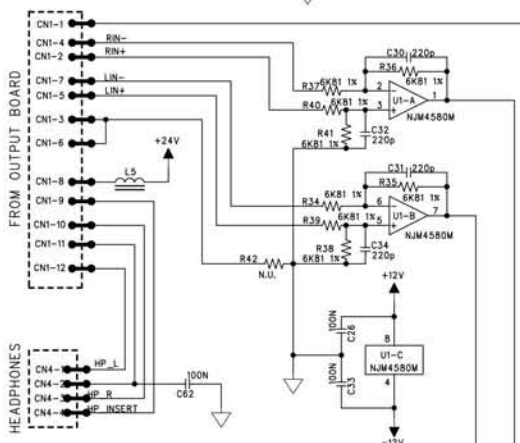 FROM OUTPUT BOARD
CN1-1
CN1-4 RIN-
CN1-2 RIN+
CN1-7 LIN-
CN1-5 LIN+
CN1-3
CN1-6
CN1-8
CN1-9
CN1-10
CN1-11
CN1-12
L5
+24V
C30 220p
R36
6K81 1%
R37
6K81 1%
R40
6K81 1%
2
3
1
U1-A
NJM4580M
R41
6K81 1%
C32
220p
C31 220p
R35
6K81 1%
R34
6K81 1%
R39
6K81 1%
6
5
7
U1-B
NJM4580M
R38
6K81 1%
C34
220p
R42
N.U.
+12V
100N
C26
8
U1-C
NJM4580M
4
100N
C33
-12V
HEADPHONES
CN4-1 HP_L
CN4-2
CN4-3 HP_R
CN4-4 HP_INSERT
100N
C62